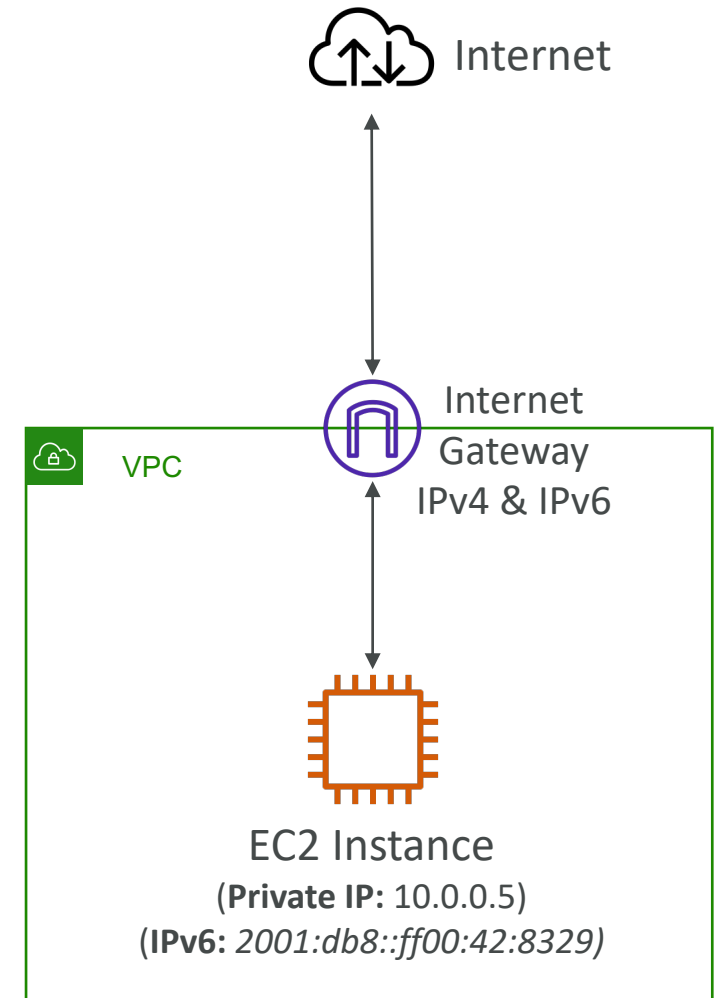 Internet
Internet
Gateway
IPv4 & IPv6
VPC
EC2 Instance
(Private IP: 10.0.0.5)
(IPv6: 2001:db8::ff00:42:8329)